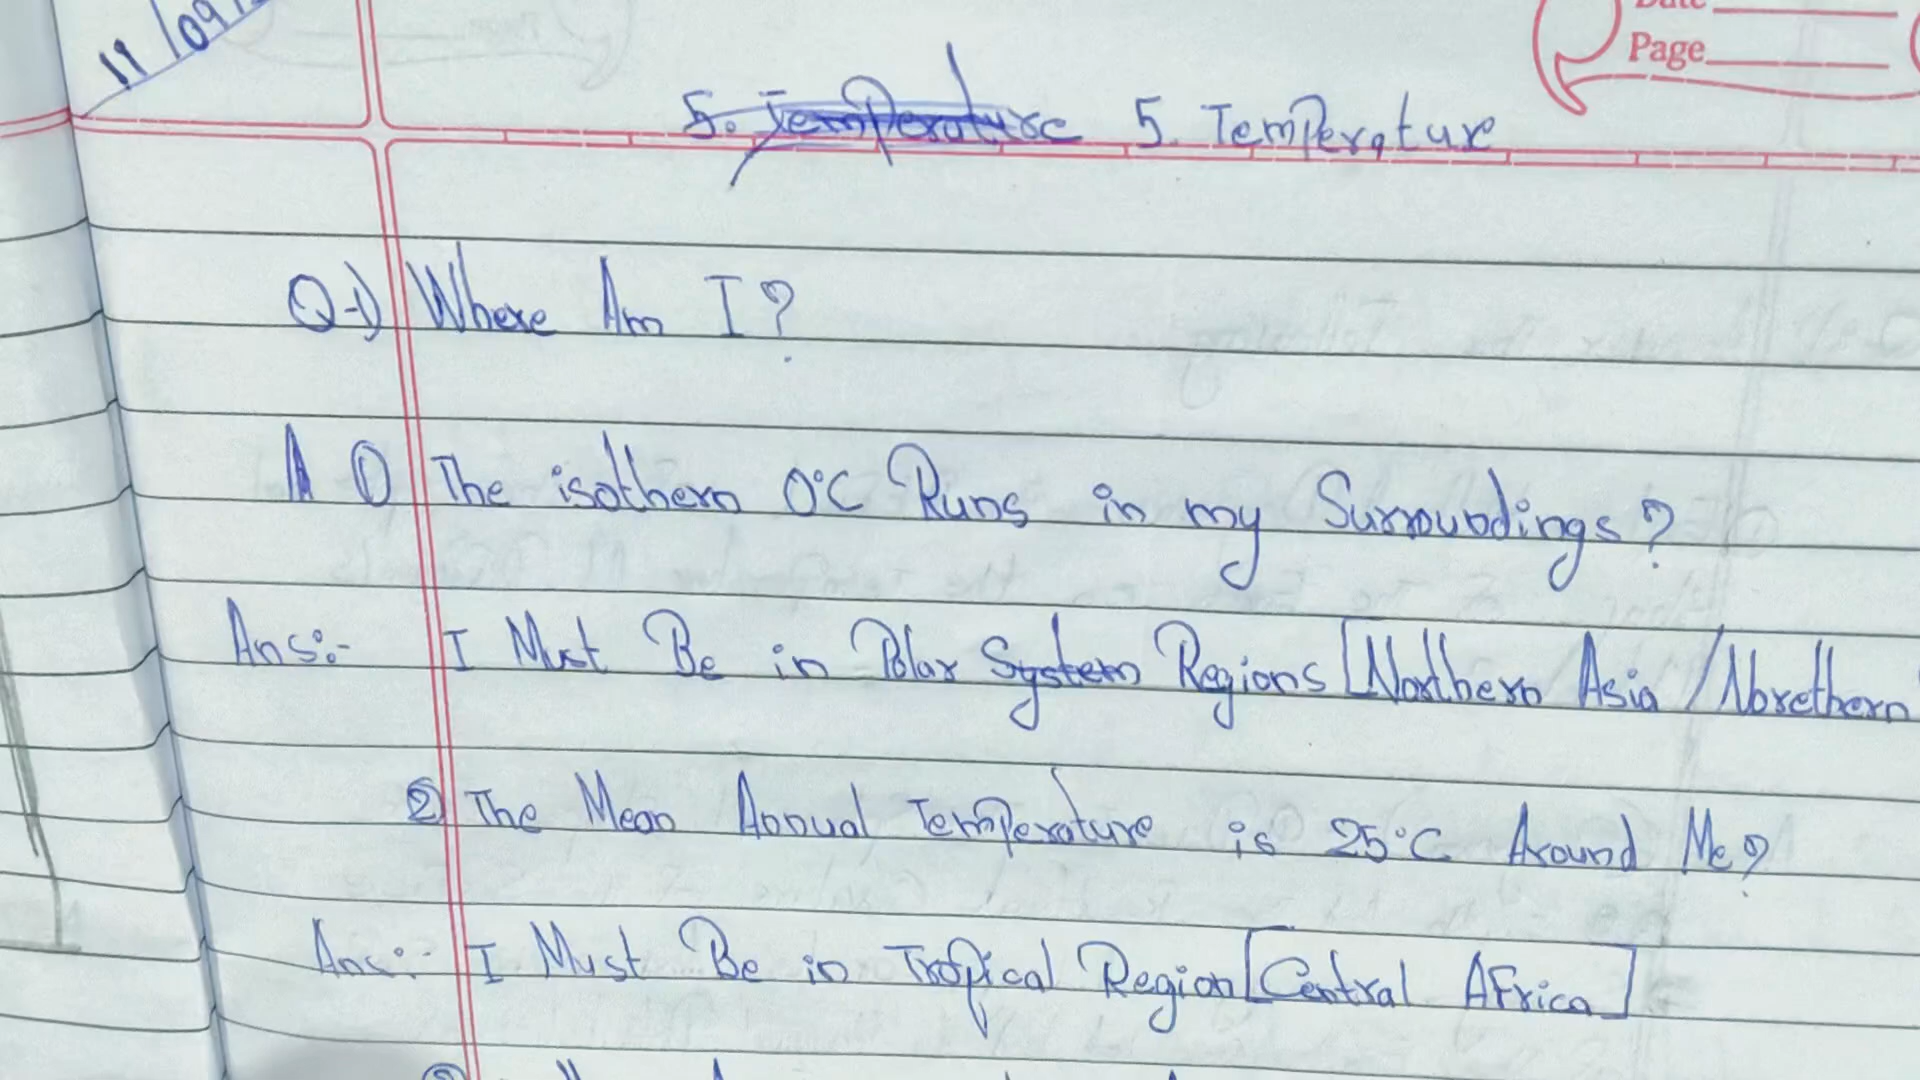 11/09/
Date
Page
5. Temperature 5. Temperature
Q-1) Where Am I?
A ① The isothern 0°C Runs in my Surroundings?
Ans:- I Must Be in Polar System Regions [Northern Asia / Norethern
② The Mean Annual Temperature is 25°C Around Me?
Ans:- I Must Be in Tropical Region [Central Africa]